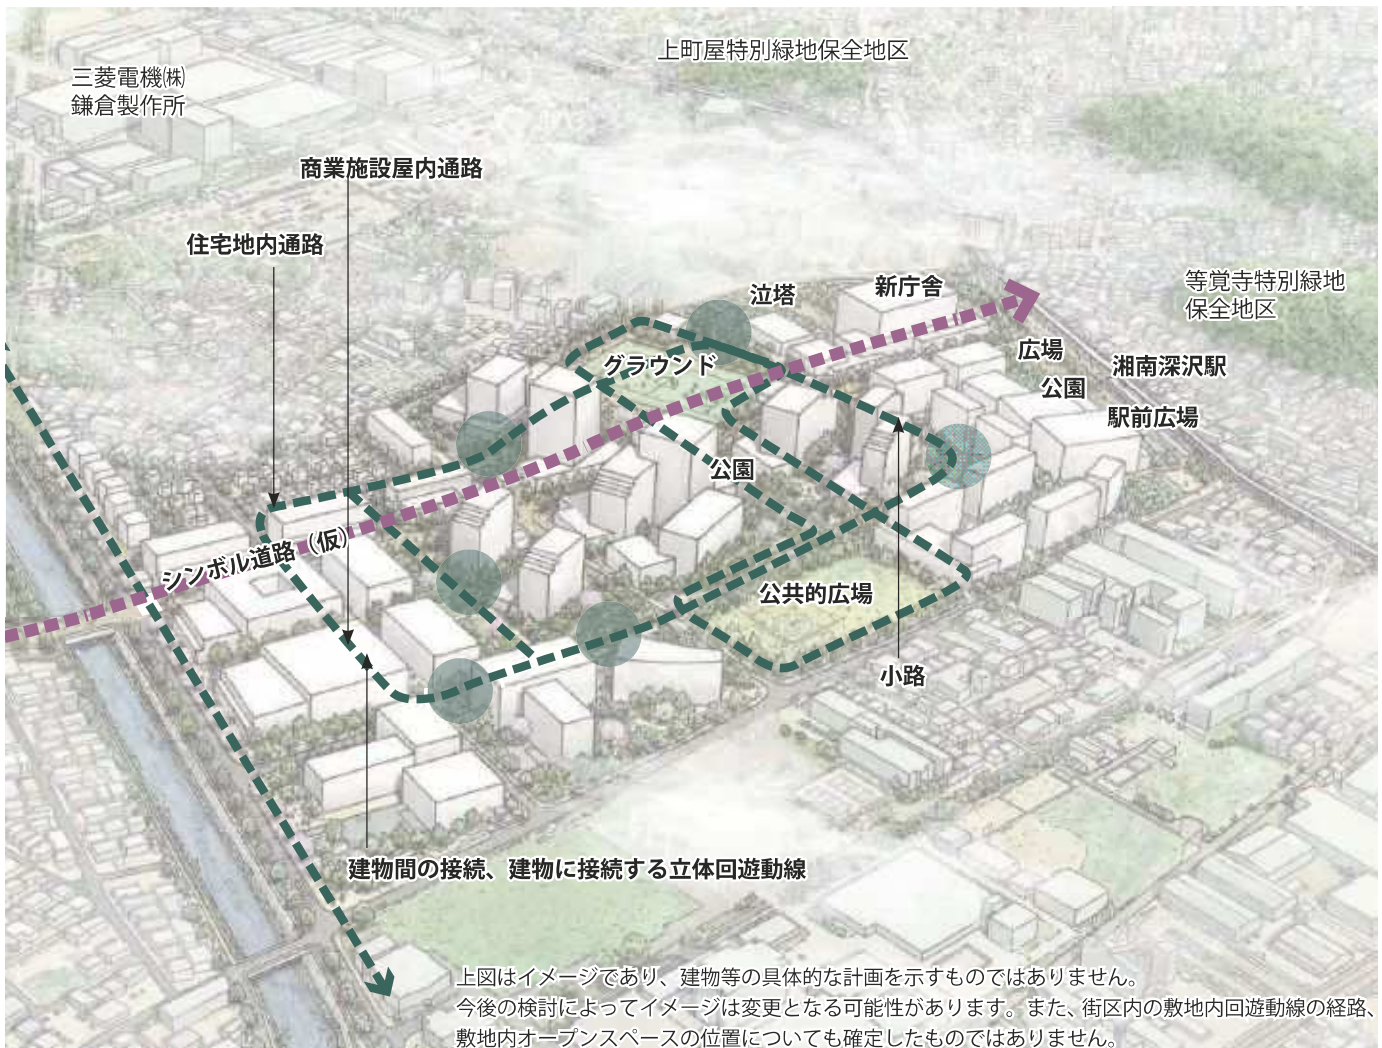 上町屋特別緑地保全地区
三菱電機㈱
鎌倉製作所
商業施設屋内通路
住宅地内通路
泣塔
新庁舎
等覚寺特別緑地
保全地区
広場
湘南深沢駅
グラウンド
公園
駅前広場
公園
シンボル道路（仮）
公共的広場
小路
建物間の接続、建物に接続する立体回遊動線
上図はイメージであり、建物等の具体的な計画を示すものではありません。
今後の検討によってイメージは変更となる可能性があります。また、街区内の敷地内回遊動線の経路、
敷地内オープンスペースの位置についても確定したものではありません。